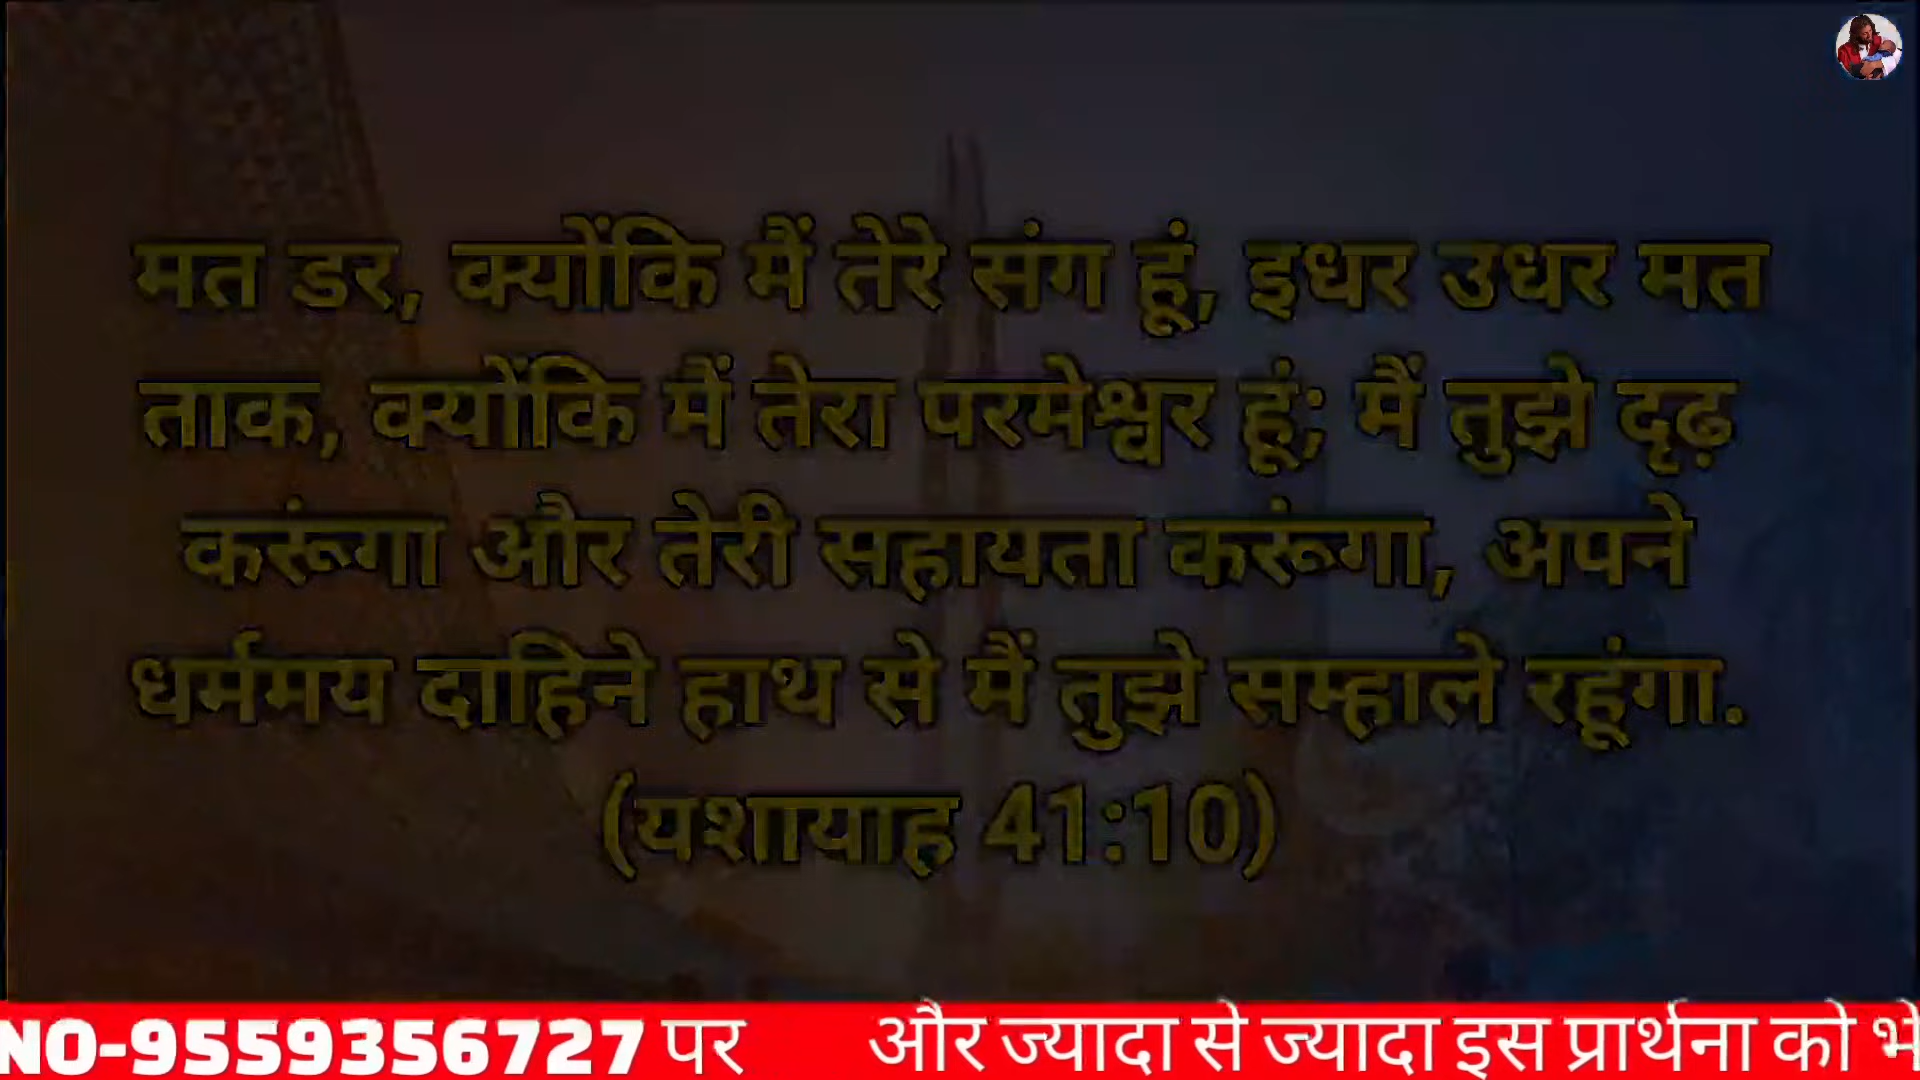 मत डर, क्योंकि मैं तेरे संग हूं, इधर उधर मत
ताक, क्योंकि मैं तेरा परमेश्वर हूं; मैं तुझे दृढ़
करूंगा और तेरी सहायता करूंगा, अपने
धर्ममय दाहिने हाथ से मैं तुझे सम्हाले रहूंगा.
(यशायाह 41:10)
NO-9559356727 पर और ज्यादा से ज्यादा इस प्रार्थना को